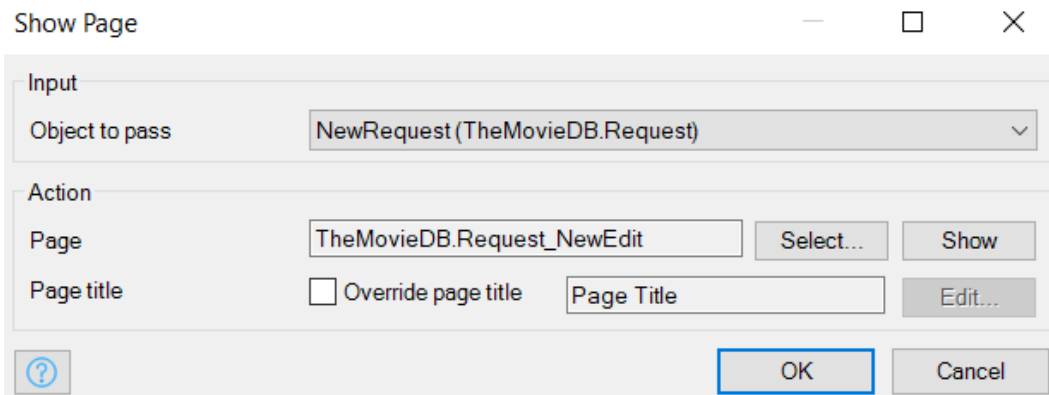 Show Page
Input
Object to pass NewRequest (TheMovieDB.Request)
Action
Page TheMovieDB.Request_NewEdit Select... Show
Page title Override page title Page Title Edit...
? OK Cancel